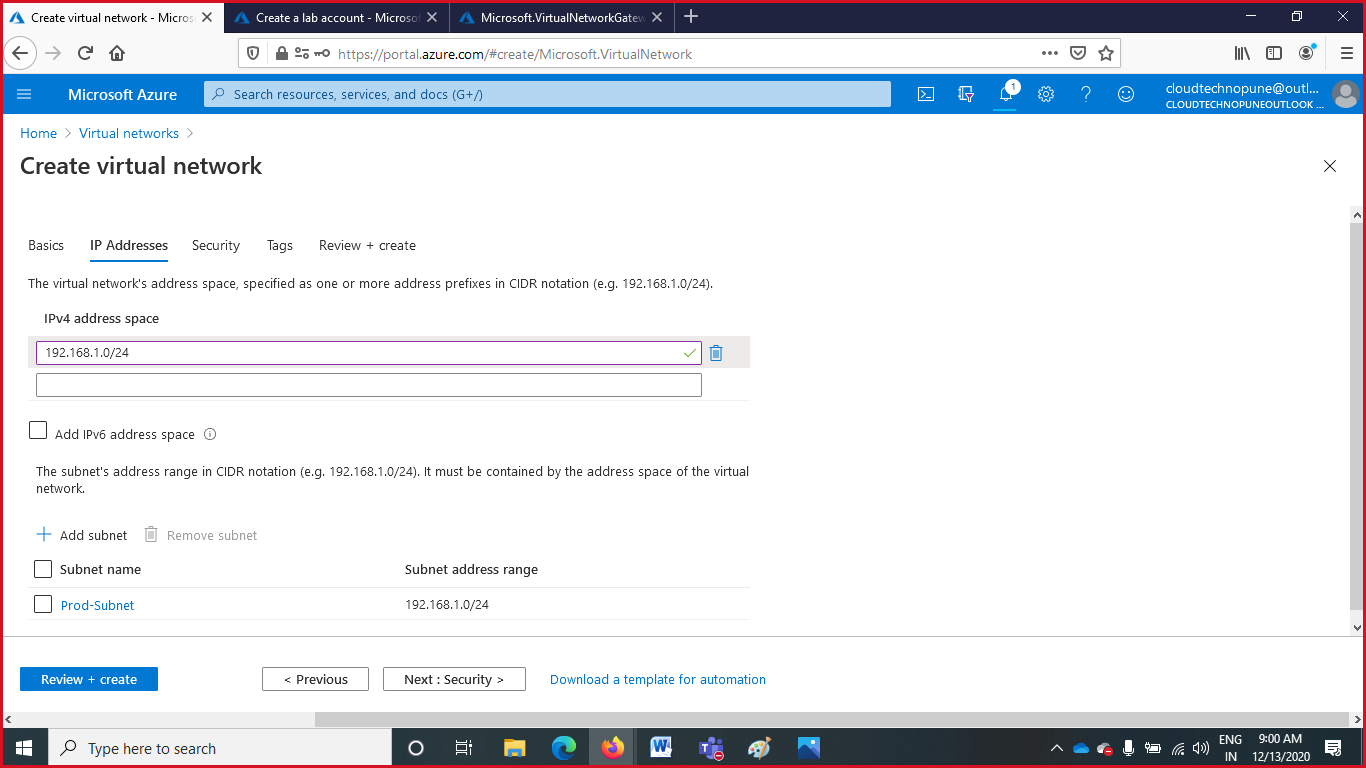 Create virtual network - Micros
Create a lab account - Microsof
Microsoft.VirtualNetworkGatew
https://portal.azure.com/#create/Microsoft.VirtualNetwork
Microsoft Azure
Search resources, services, and docs (G+/)
1
cloudtechnopune@outl...
CLOUDTECHNOPUNEOUTLOOK ...
Home > Virtual networks >
Create virtual network
Basics IP Addresses Security Tags Review + create
The virtual network's address space, specified as one or more address prefixes in CIDR notation (e.g. 192.168.1.0/24).
IPv4 address space
192.168.1.0/24
Add IPv6 address space
The subnet's address range in CIDR notation (e.g. 192.168.1.0/24). It must be contained by the address space of the virtual
network.
+ Add subnet Remove subnet
Subnet name Subnet address range
Prod-Subnet 192.168.1.0/24
Review + create < Previous Next : Security > Download a template for automation
Type here to search
ENG
IN
9:00 AM
12/13/2020